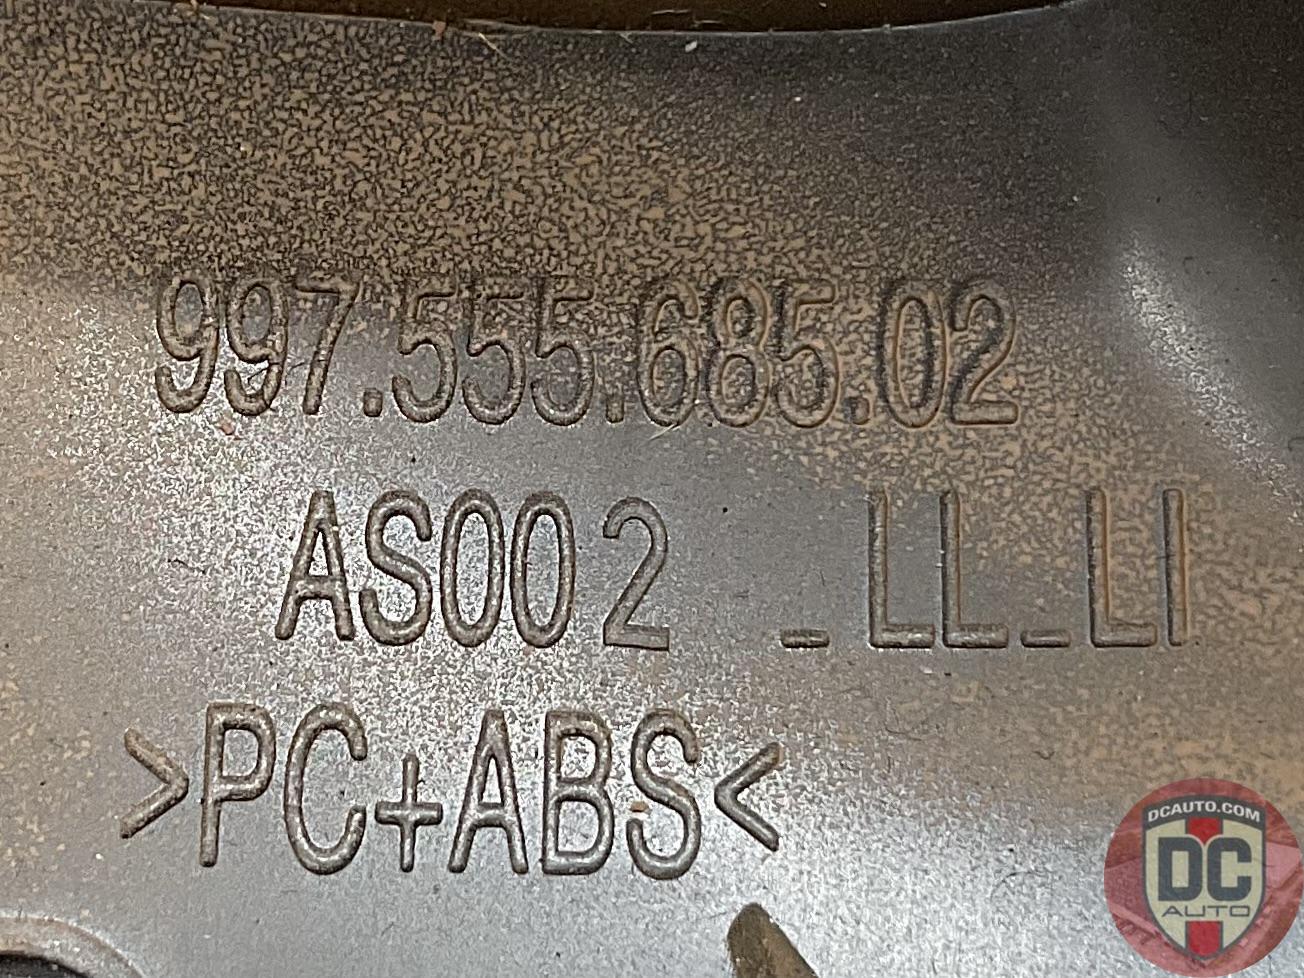 997.555.685.02
AS002 _LL_LI
>PC+ABS<
DCAUTO.COM
DC
AUTO